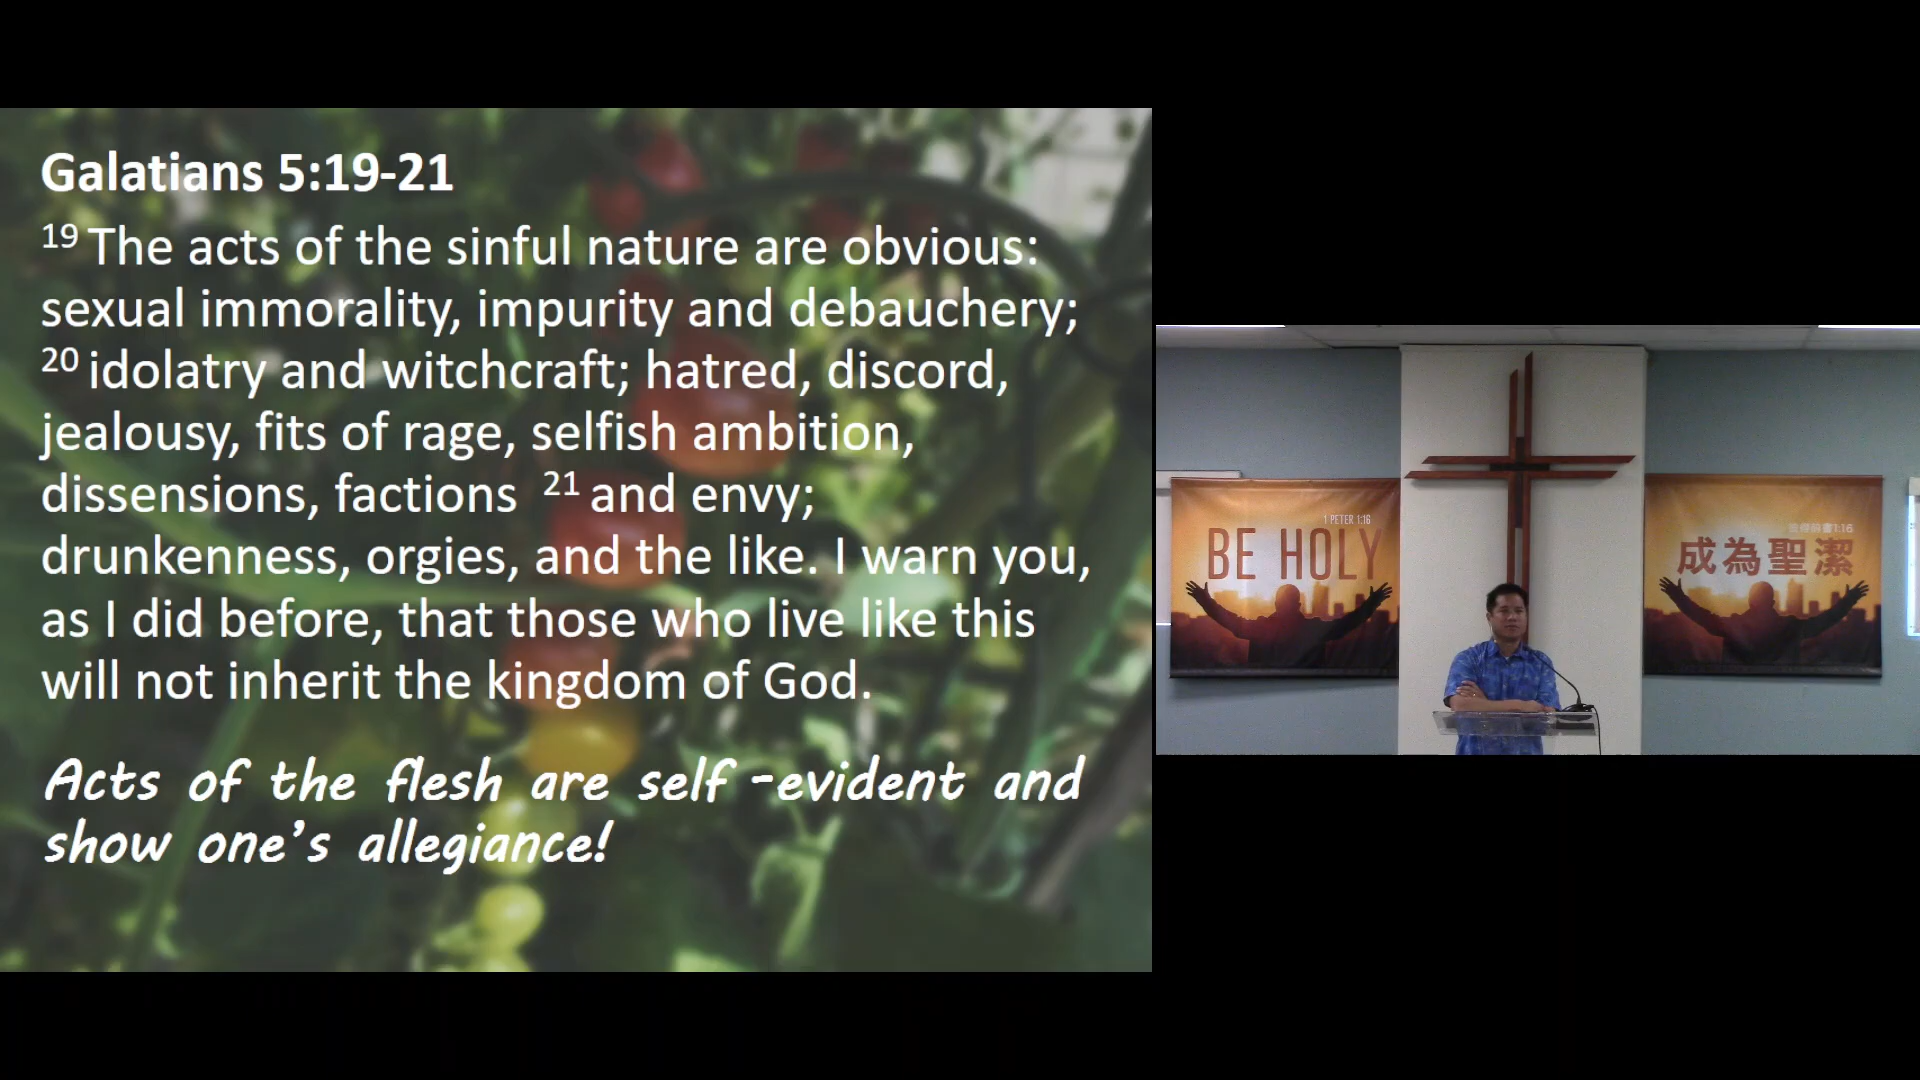 Galatians 5:19-21
19 The acts of the sinful nature are obvious:
sexual immorality, impurity and debauchery;
20 idolatry and witchcraft; hatred, discord,
jealousy, fits of rage, selfish ambition,
dissensions, factions 21 and envy;
drunkenness, orgies, and the like. I warn you,
as I did before, that those who live like this
will not inherit the kingdom of God.
Acts of the flesh are self -evident and
show one's allegiance!
1 PETER 1:16
BE HOLY
1:16
成為聖潔